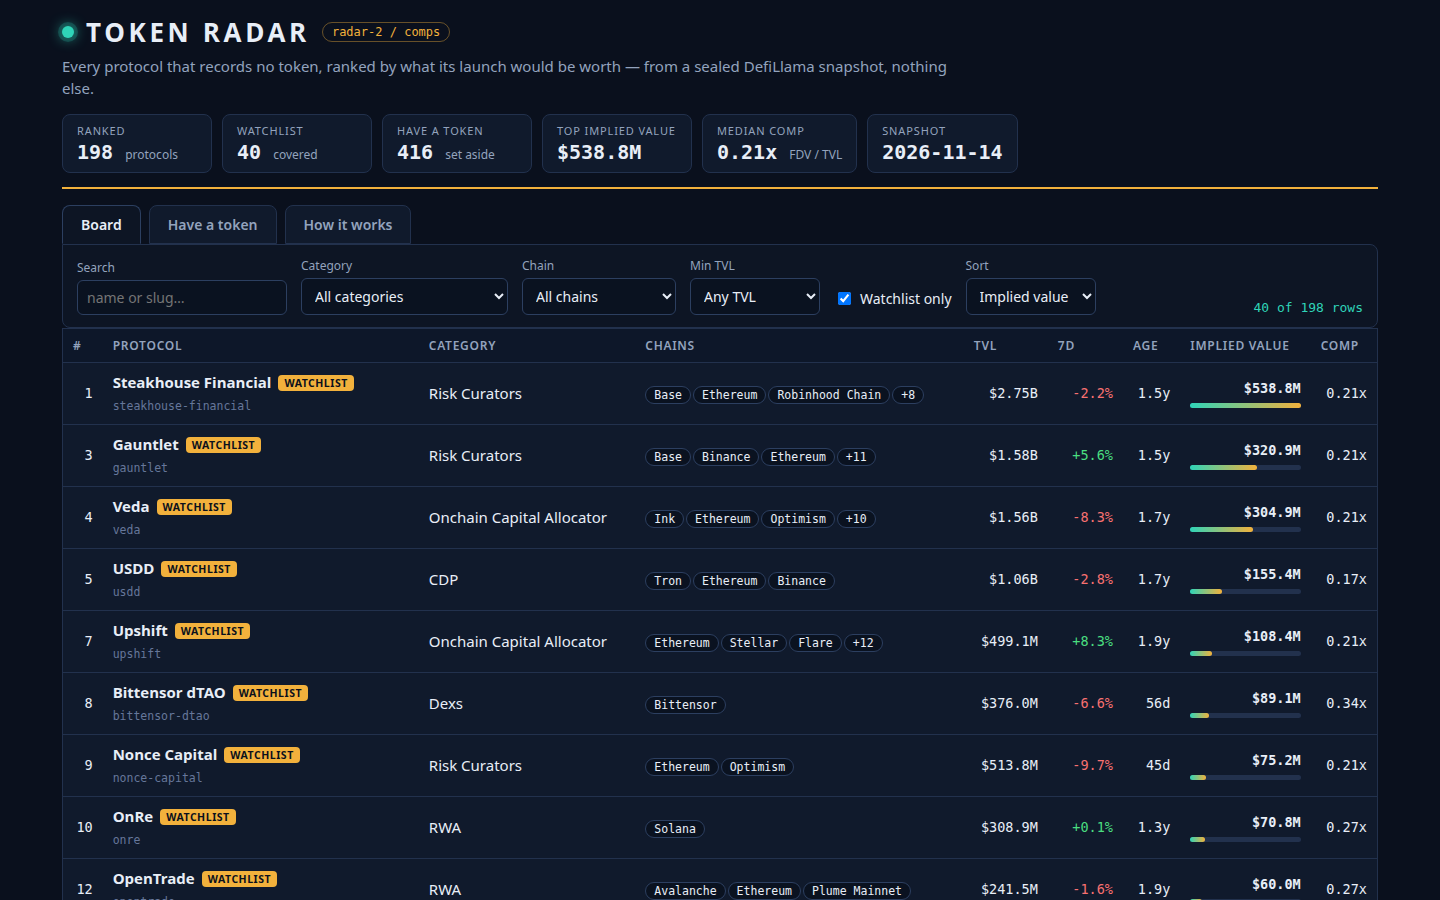 TOKEN RADAR radar-2 / comps
Every protocol that records no token, ranked by what its launch would be worth — from a sealed DefiLlama snapshot, nothing
else.
RANKED WATCHLIST HAVE A TOKEN TOP IMPLIED VALUE MEDIAN COMP SNAPSHOT
198 protocols 40 covered 416 set aside $538.8M 0.21x FDV / TVL 2026-11-14
Board Have a token How it works
Search Category Chain Min TVL Sort
name or slug... All categories All chains Any TVL Watchlist only Implied value 40 of 198 rows
# PROTOCOL CATEGORY CHAINS TVL 7D AGE IMPLIED VALUE COMP
1 Steakhouse Financial WATCHLIST Risk Curators Base Ethereum Robinhood Chain +8 $2.75B -2.2% 1.5y $538.8M 0.21x
steakhouse-financial
3 Gauntlet WATCHLIST Risk Curators Base Binance Ethereum +11 $1.58B +5.6% 1.5y $320.9M 0.21x
gauntlet
4 Veda WATCHLIST Onchain Capital Allocator Ink Ethereum Optimism +10 $1.56B -8.3% 1.7y $304.9M 0.21x
veda
5 USDD WATCHLIST CDP Tron Ethereum Binance $1.06B -2.8% 1.7y $155.4M 0.17x
usdd
7 Upshift WATCHLIST Onchain Capital Allocator Ethereum Stellar Flare +12 $499.1M +8.3% 1.9y $108.4M 0.21x
upshift
8 Bittensor dTAO WATCHLIST Dexs Bittensor $376.0M -6.6% 56d $89.1M 0.34x
bittensor-dtao
9 Nonce Capital WATCHLIST Risk Curators Ethereum Optimism $513.8M -9.7% 45d $75.2M 0.21x
nonce-capital
10 OnRe WATCHLIST RWA Solana $308.9M +0.1% 1.3y $70.8M 0.27x
onre
12 OpenTrade WATCHLIST RWA Avalanche Ethereum Plume Mainnet $241.5M -1.6% 1.9y $60.0M 0.27x